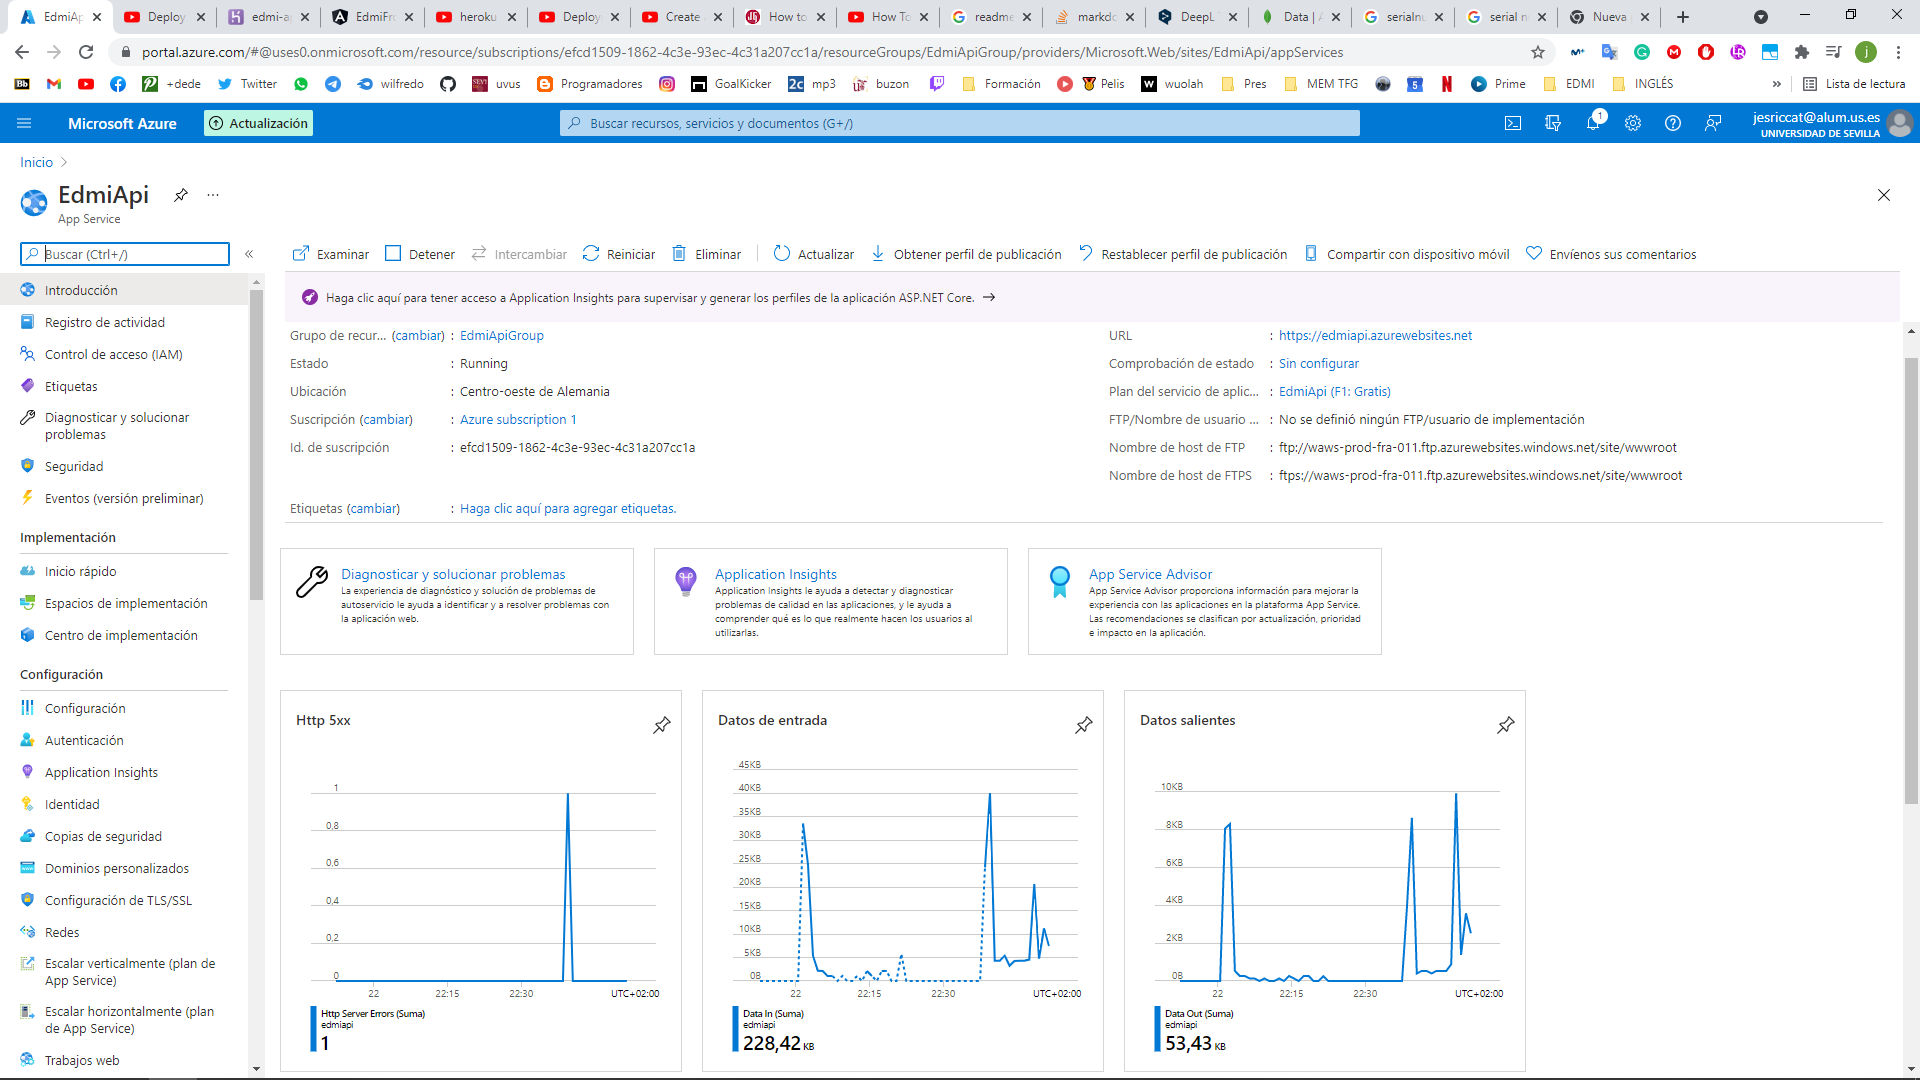 EdmiAp
Deploy
edmi-a
EdmiFr
heroku
Deploy
Create
How to
How To
readme
markdo
DeepL
Data | A
serialnu
serial n
Nueva
portal.azure.com/#@uses0.onmicrosoft.com/resource/subscriptions/efcd1509-1862-4c3e-93ec-4c31a207cc1a/resourceGroups/EdmiApiGroup/providers/Microsoft.Web/sites/EdmiApi/appServices
+dede
Twitter
wilfredo
uvus
Programadores
GoalKicker
mp3
buzon
Formación
Pelis
wuolah
Pres
MEM TFG
Prime
EDMI
INGLÉS
»
Lista de lectura
Microsoft Azure
Actualización
Buscar recursos, servicios y documentos (G+/)
1
jesriccat@alum.us.es
UNIVERSIDAD DE SEVILLA
Inicio
EdmiApi
App Service
Buscar (Ctrl+/)
«
Introducción
Registro de actividad
Control de acceso (IAM)
Etiquetas
Diagnosticar y solucionar
problemas
Seguridad
Eventos (versión preliminar)
Implementación
Inicio rápido
Espacios de implementación
Centro de implementación
Configuración
Configuración
Autenticación
Application Insights
Identidad
Copias de seguridad
Dominios personalizados
Configuración de TLS/SSL
Redes
Escalar verticalmente (plan de
App Service)
Escalar horizontalmente (plan
de App Service)
Trabajos web
Examinar
Detener
Intercambiar
Reiniciar
Eliminar
Actualizar
Obtener perfil de publicación
Restablecer perfil de publicación
Compartir con dispositivo móvil
Envíenos sus comentarios
Haga clic aquí para tener acceso a Application Insights para supervisar y generar los perfiles de la aplicación ASP.NET Core. →
Grupo de recur... (cambiar) : EdmiApiGroup
Estado : Running
Ubicación : Centro-oeste de Alemania
Suscripción (cambiar) : Azure subscription 1
Id. de suscripción : efcd1509-1862-4c3e-93ec-4c31a207cc1a
Etiquetas (cambiar) : Haga clic aquí para agregar etiquetas.
URL : https://edmiapi.azurewebsites.net
Comprobación de estado : Sin configurar
Plan del servicio de aplic... : EdmiApi (F1: Gratis)
FTP/Nombre de usuario ... : No se definió ningún FTP/usuario de implementación
Nombre de host de FTP : ftp://waws-prod-fra-011.ftp.azurewebsites.windows.net/site/wwwroot
Nombre de host de FTPS : ftps://waws-prod-fra-011.ftp.azurewebsites.windows.net/site/wwwroot
Diagnosticar y solucionar problemas
La experiencia de diagnóstico y solución de problemas de
autoservicio le ayuda a identificar y a resolver problemas con
la aplicación web.
Application Insights
Application Insights le ayuda a detectar y diagnosticar
problemas de calidad en las aplicaciones, y le ayuda a
comprender qué es lo que realmente hacen los usuarios al
utilizarlas.
App Service Advisor
App Service Advisor proporciona información para mejorar la
experiencia con las aplicaciones en la plataforma App Service.
Las recomendaciones se clasifican por actualización, prioridad
e impacto en la aplicación.
Http 5xx
1
0,8
0,6
0,4
0,2
0
22
22:15
22:30
UTC+02:00
Http Server Errors (Suma)
edmiapi
1
Datos de entrada
45KB
40KB
35KB
30KB
25KB
20KB
15KB
10KB
5KB
0B
22
22:15
22:30
UTC+02:00
Data In (Suma)
edmiapi
228,42 KB
Datos salientes
10KB
8KB
6KB
4KB
2KB
0B
22
22:15
22:30
UTC+02:00
Data Out (Suma)
edmiapi
53,43 KB